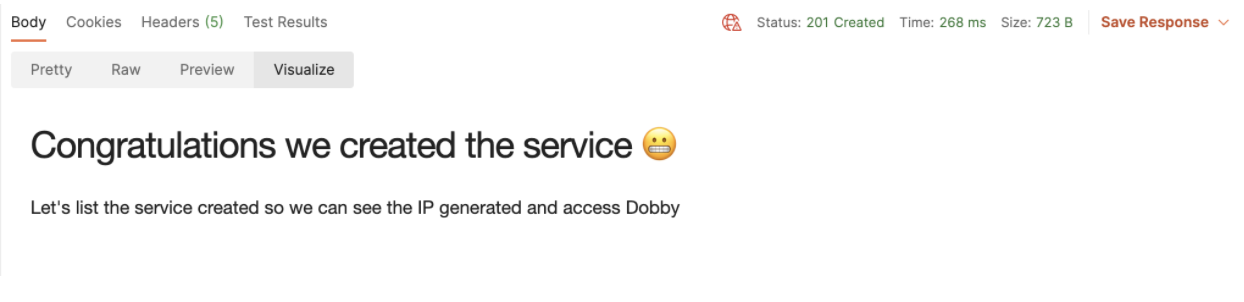 Body Cookies Headers (5) Test Results Status: 201 Created Time: 268 ms Size: 723 B Save Response
Pretty Raw Preview Visualize
Congratulations we created the service 😬
Let's list the service created so we can see the IP generated and access Dobby